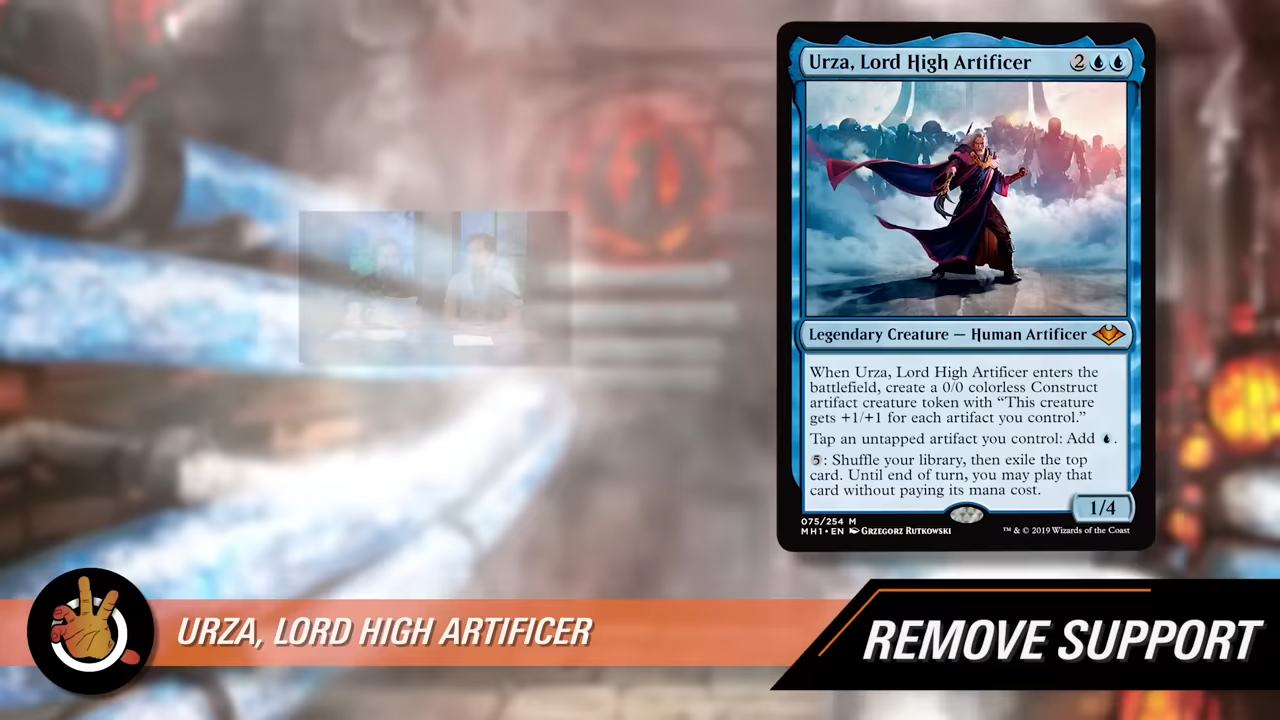 Urza, Lord High Artificer 2
Legendary Creature — Human Artificer
When Urza, Lord High Artificer enters the
battlefield, create a 0/0 colorless Construct
artifact creature token with “This creature
gets +1/+1 for each artifact you control.”
Tap an untapped artifact you control: Add .
5: Shuffle your library, then exile the top
card. Until end of turn, you may play that
card without paying its mana cost.
1/4
075/254 M
MH1 • EN Grzegorz Rutkowski
™ & © 2019 Wizards of the Coast
URZA, LORD HIGH ARTIFICER
REMOVE SUPPORT